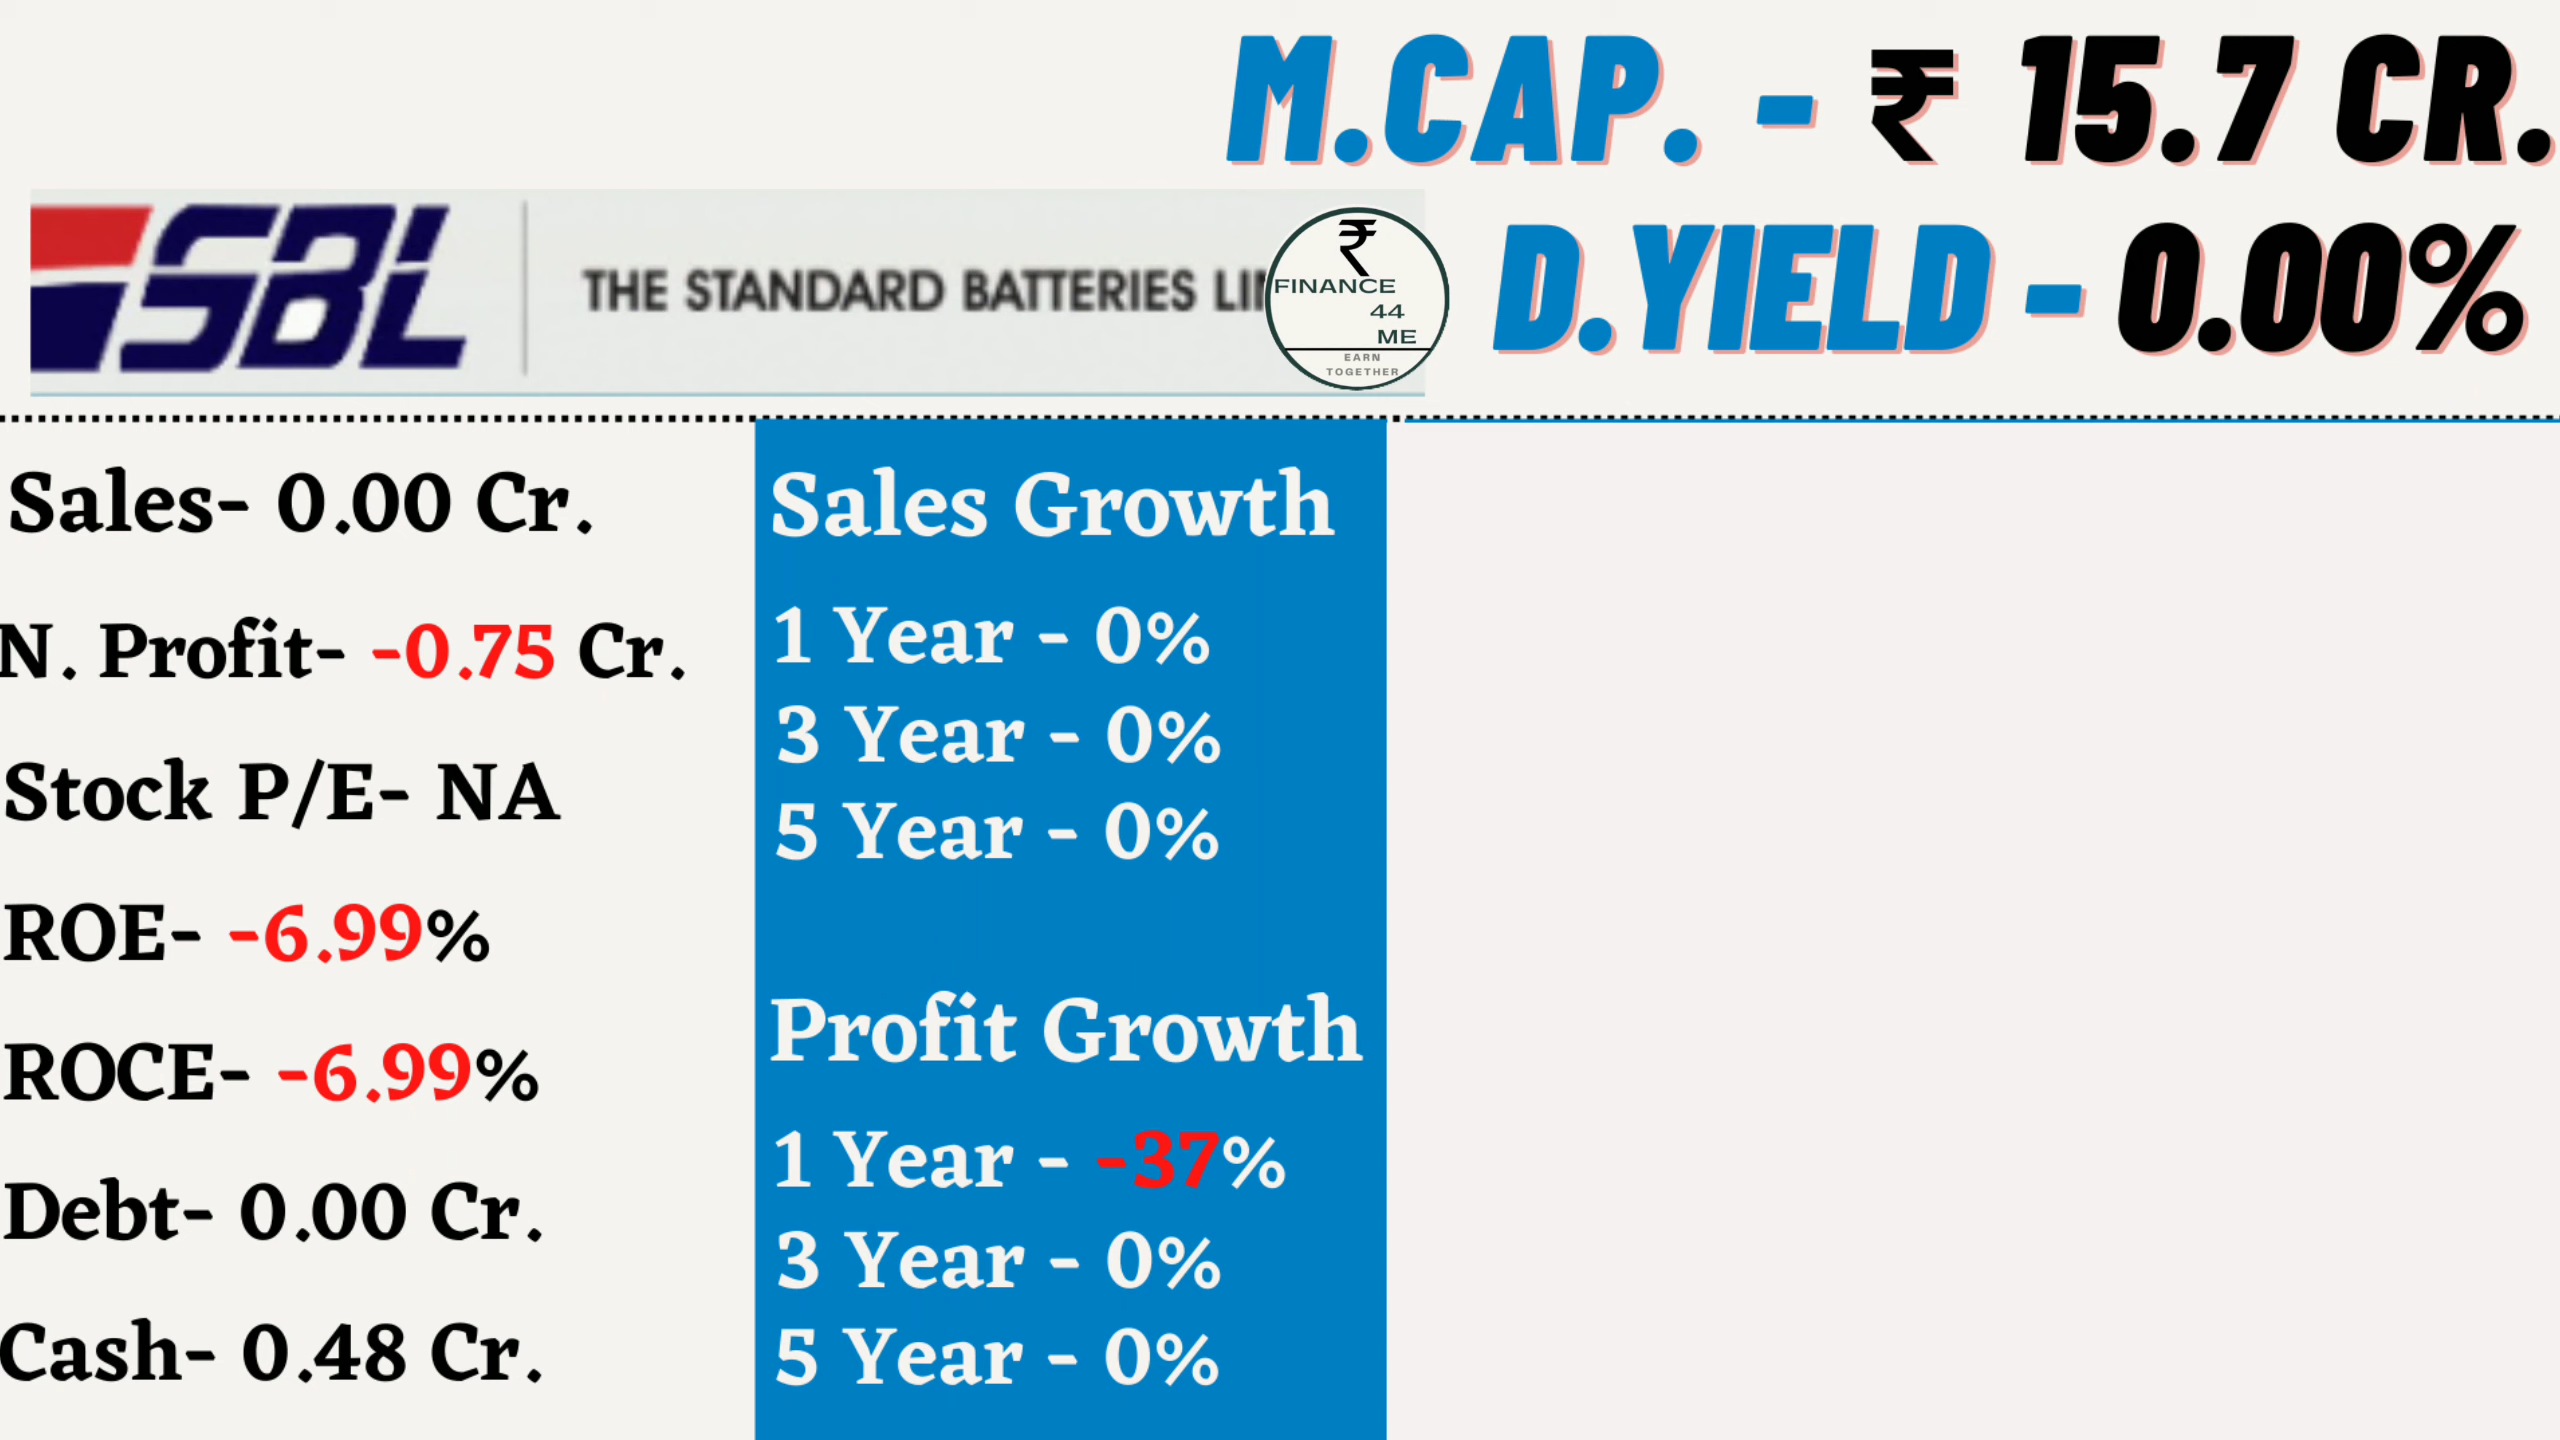 M.CAP. - ₹ 15.7 CR.
SBL
THE STANDARD BATTERIES
₹
FINANCE
44
ME
EARN
TOGETHER
D.YIELD - 0.00%
Sales- 0.00 Cr.
N. Profit- -0.75 Cr.
Stock P/E- NA
ROE- -6.99%
ROCE- -6.99%
Debt- 0.00 Cr.
Cash- 0.48 Cr.
Sales Growth
1 Year - 0%
3 Year - 0%
5 Year - 0%
Profit Growth
1 Year - -37%
3 Year - 0%
5 Year - 0%